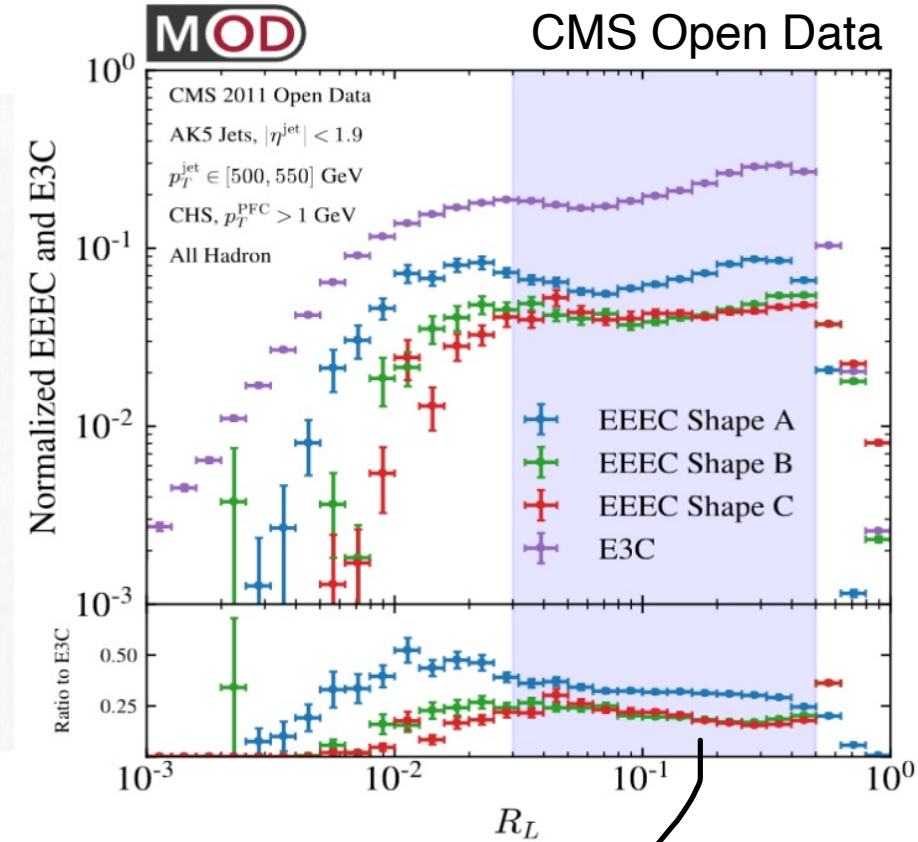 MOD
CMS Open Data
CMS 2011 Open Data
AK5 Jets, |η^jet| < 1.9
p_T^jet ∈ [500, 550] GeV
CHS, p_T^PFC > 1 GeV
All Hadron
Normalized EEEC and E3C
10^0
10^-1
10^-2
10^-3
EEEC Shape A
EEEC Shape B
EEEC Shape C
E3C
Ratio to E3C
0.50
0.25
10^-3 10^-2 10^-1 10^0
R_L